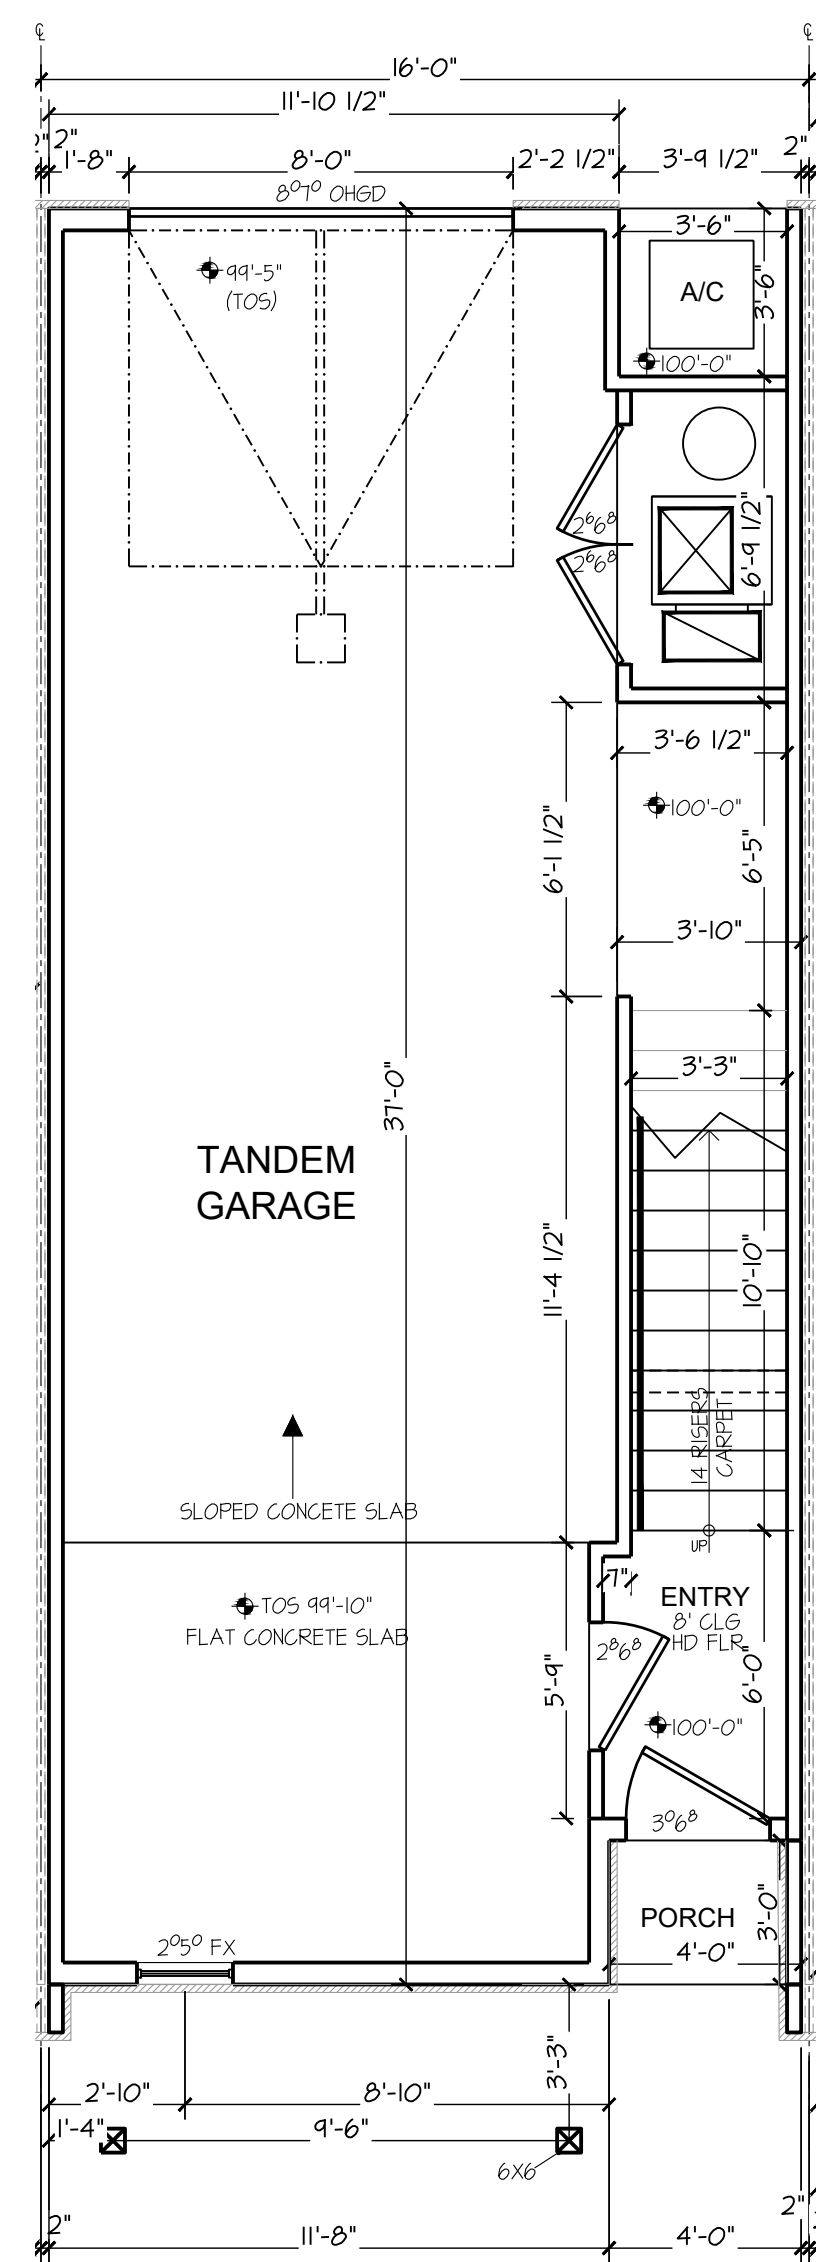 ℄
℄
16'-0"
11'-10 1/2"
2"
1'-8"
8'-0"
2'-2 1/2"
3'-9 1/2"
2"
8⁰7⁰ OHGD
3'-6"
99'-5"
(TOS)
A/C
3'-6"
100'-0"
2⁶6⁸
2⁶6⁸
6'-9 1/2"
3'-6 1/2"
100'-0"
6'-1 1/2"
6'-5"
3'-10"
3'-3"
37'-0"
TANDEM
GARAGE
11'-4 1/2"
10'-10"
14 RISERS
CARPET
SLOPED CONCETE SLAB
UP
7"
ENTRY
8' CLG
HD FLR
TOS 99'-10"
FLAT CONCRETE SLAB
2⁸6⁸
5'-9"
6'-0"
100'-0"
3⁰6⁸
PORCH
3'-0"
4'-0"
2⁰5⁰ FX
3'-3"
2'-10"
8'-10"
1'-4"
9'-6"
6X6
2"
11'-8"
4'-0"
2"